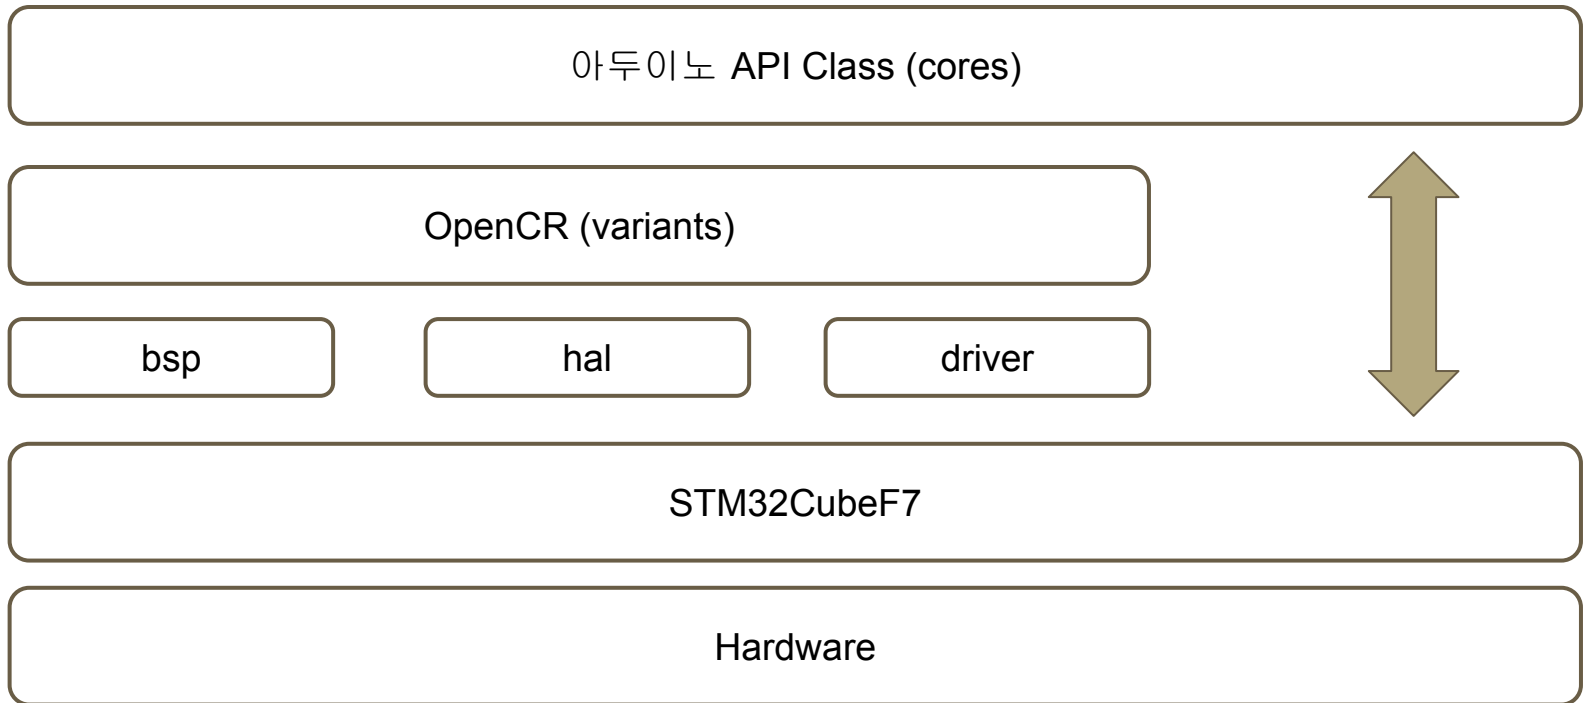 아두이노 API Class (cores)
OpenCR (variants)
bsp
hal
driver
STM32CubeF7
Hardware